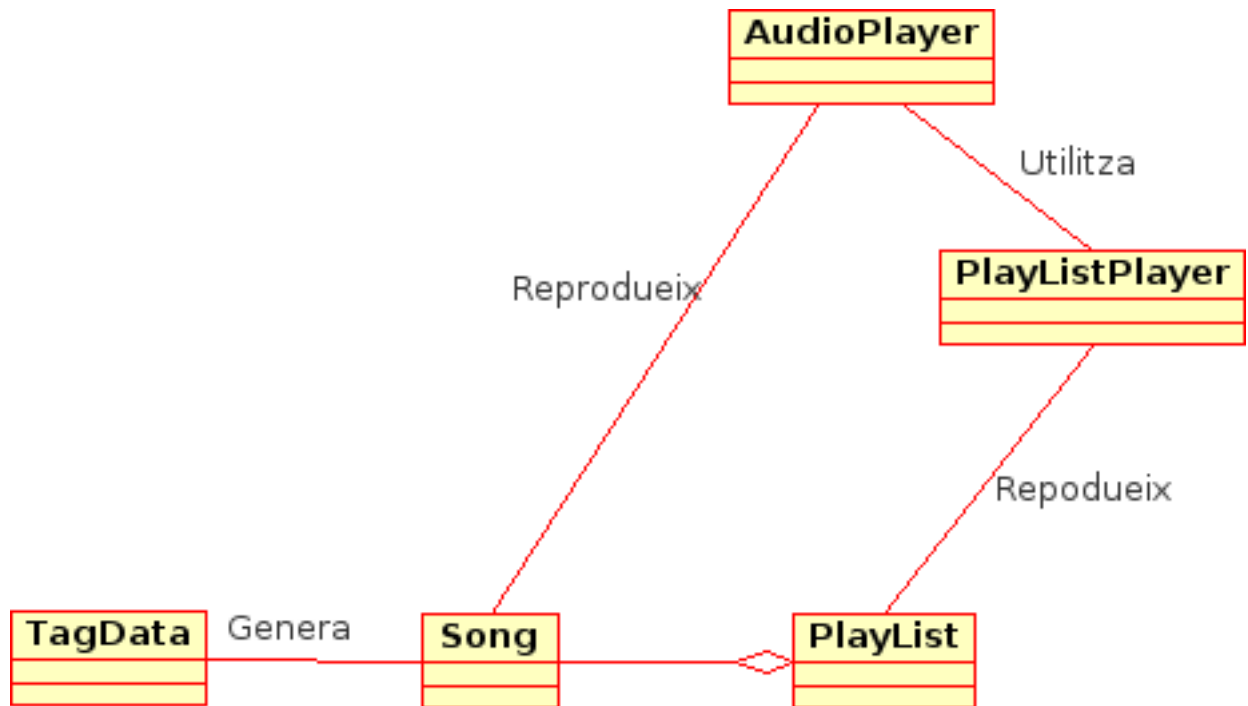 AudioPlayer
Utilitza
PlayListPlayer
Reprodueix
Repodueix
TagData
Genera
Song
PlayList